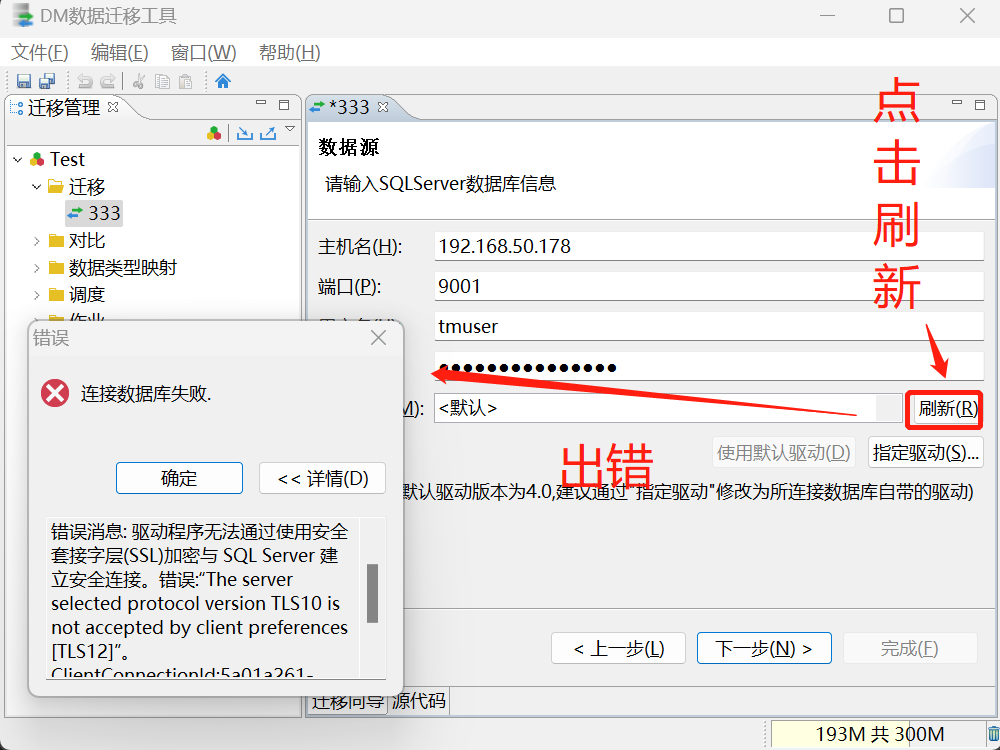 DM数据迁移工具
文件(F) 编辑(E) 窗口(W) 帮助(H)
迁移管理
*333
Test
迁移
333
对比
数据类型映射
调度
数据源
请输入SQLServer数据库信息
主机名(H):
192.168.50.178
端口(P):
9001
tmuser
●●●●●●●●●●●●●●●
M):
<默认>
刷新(R)
使用默认驱动(D)
指定驱动(S)...
默认驱动版本为4.0,建议通过"指定驱动"修改为所连接数据库自带的驱动)
点
击
刷
新
出错
错误
连接数据库失败.
确定
<< 详情(D)
错误消息: 驱动程序无法通过使用安全
套接字层(SSL)加密与 SQL Server 建
立安全连接。错误:“The server
selected protocol version TLS10 is
not accepted by client preferences
[TLS12]”。
ClientConnectionId:5a01a261-
< 上一步(L)
下一步(N) >
完成(F)
迁移向导
源代码
193M 共 300M